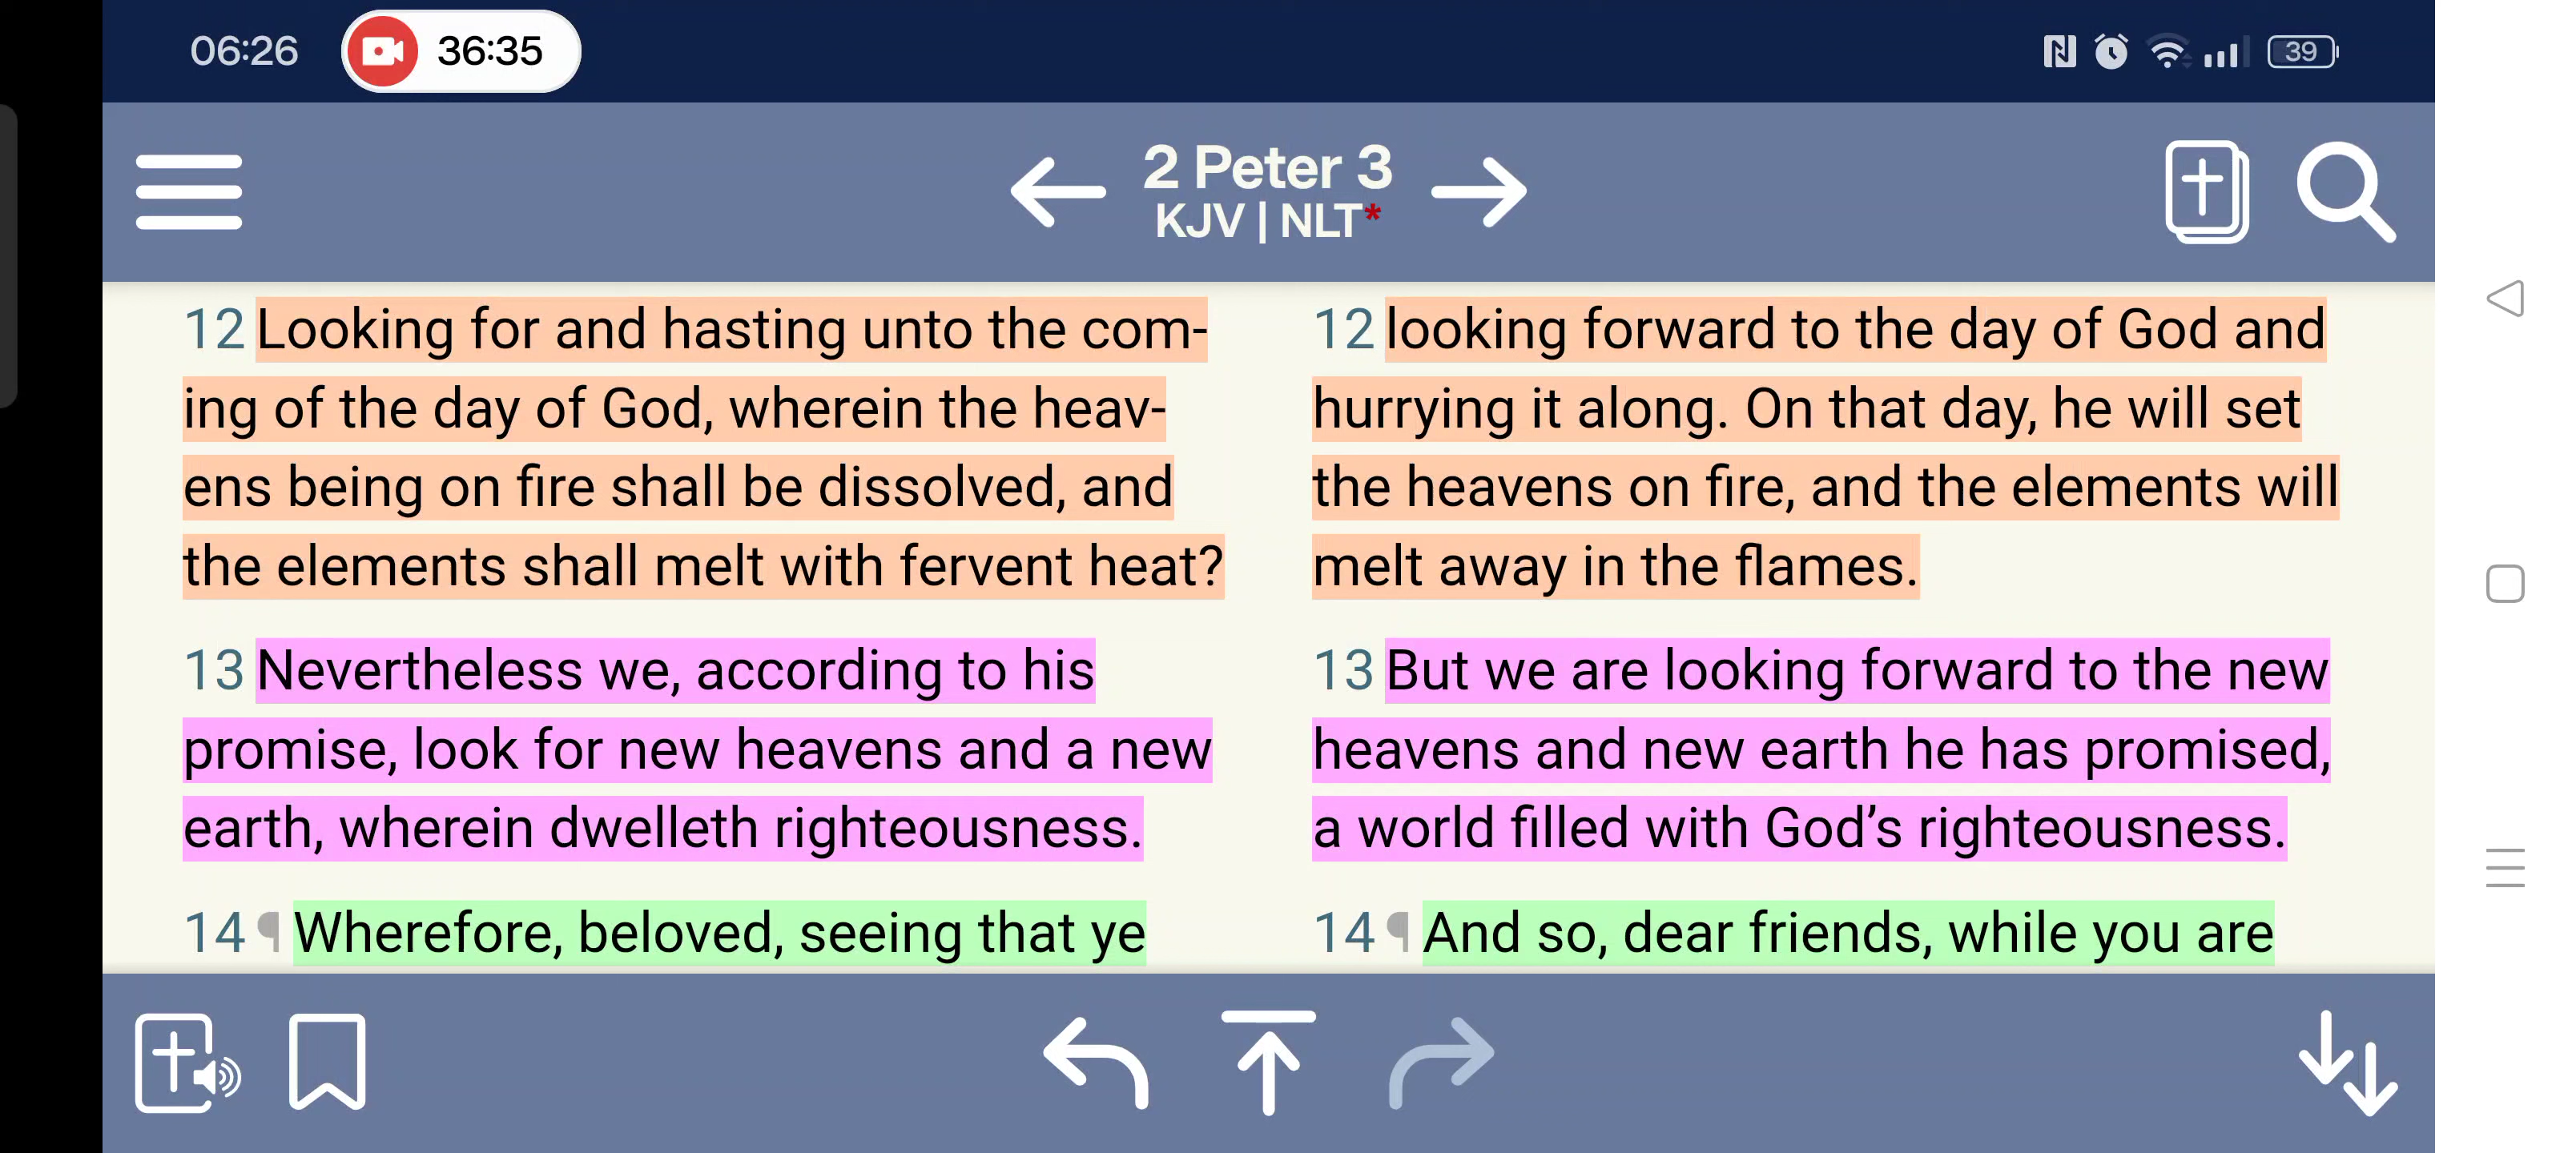 06:26 36:35 39
2 Peter 3
KJV | NLT*
12 Looking for and hasting unto the com-
ing of the day of God, wherein the heav-
ens being on fire shall be dissolved, and
the elements shall melt with fervent heat?
13 Nevertheless we, according to his
promise, look for new heavens and a new
earth, wherein dwelleth righteousness.
14 ¶ Wherefore, beloved, seeing that ye
12 looking forward to the day of God and
hurrying it along. On that day, he will set
the heavens on fire, and the elements will
melt away in the flames.
13 But we are looking forward to the new
heavens and new earth he has promised,
a world filled with God’s righteousness.
14 ¶ And so, dear friends, while you are